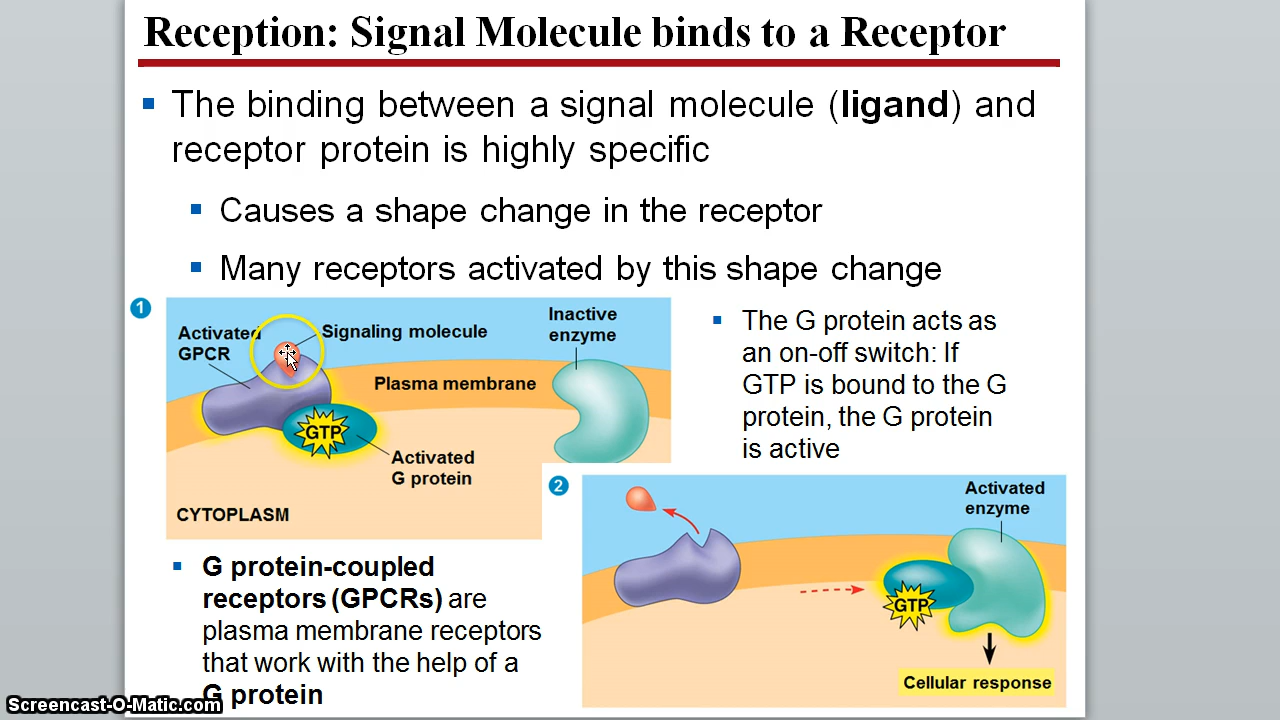 Reception: Signal Molecule binds to a Receptor
The binding between a signal molecule (ligand) and
receptor protein is highly specific
Causes a shape change in the receptor
Many receptors activated by this shape change
1
Activated
GPCR
Signaling molecule
Plasma membrane
Inactive
enzyme
GTP
Activated
G protein
CYTOPLASM
The G protein acts as
an on-off switch: If
GTP is bound to the G
protein, the G protein
is active
2
Activated
enzyme
GTP
Cellular response
G protein-coupled
receptors (GPCRs) are
plasma membrane receptors
that work with the help of a
G protein
Screencast-O-Matic.com